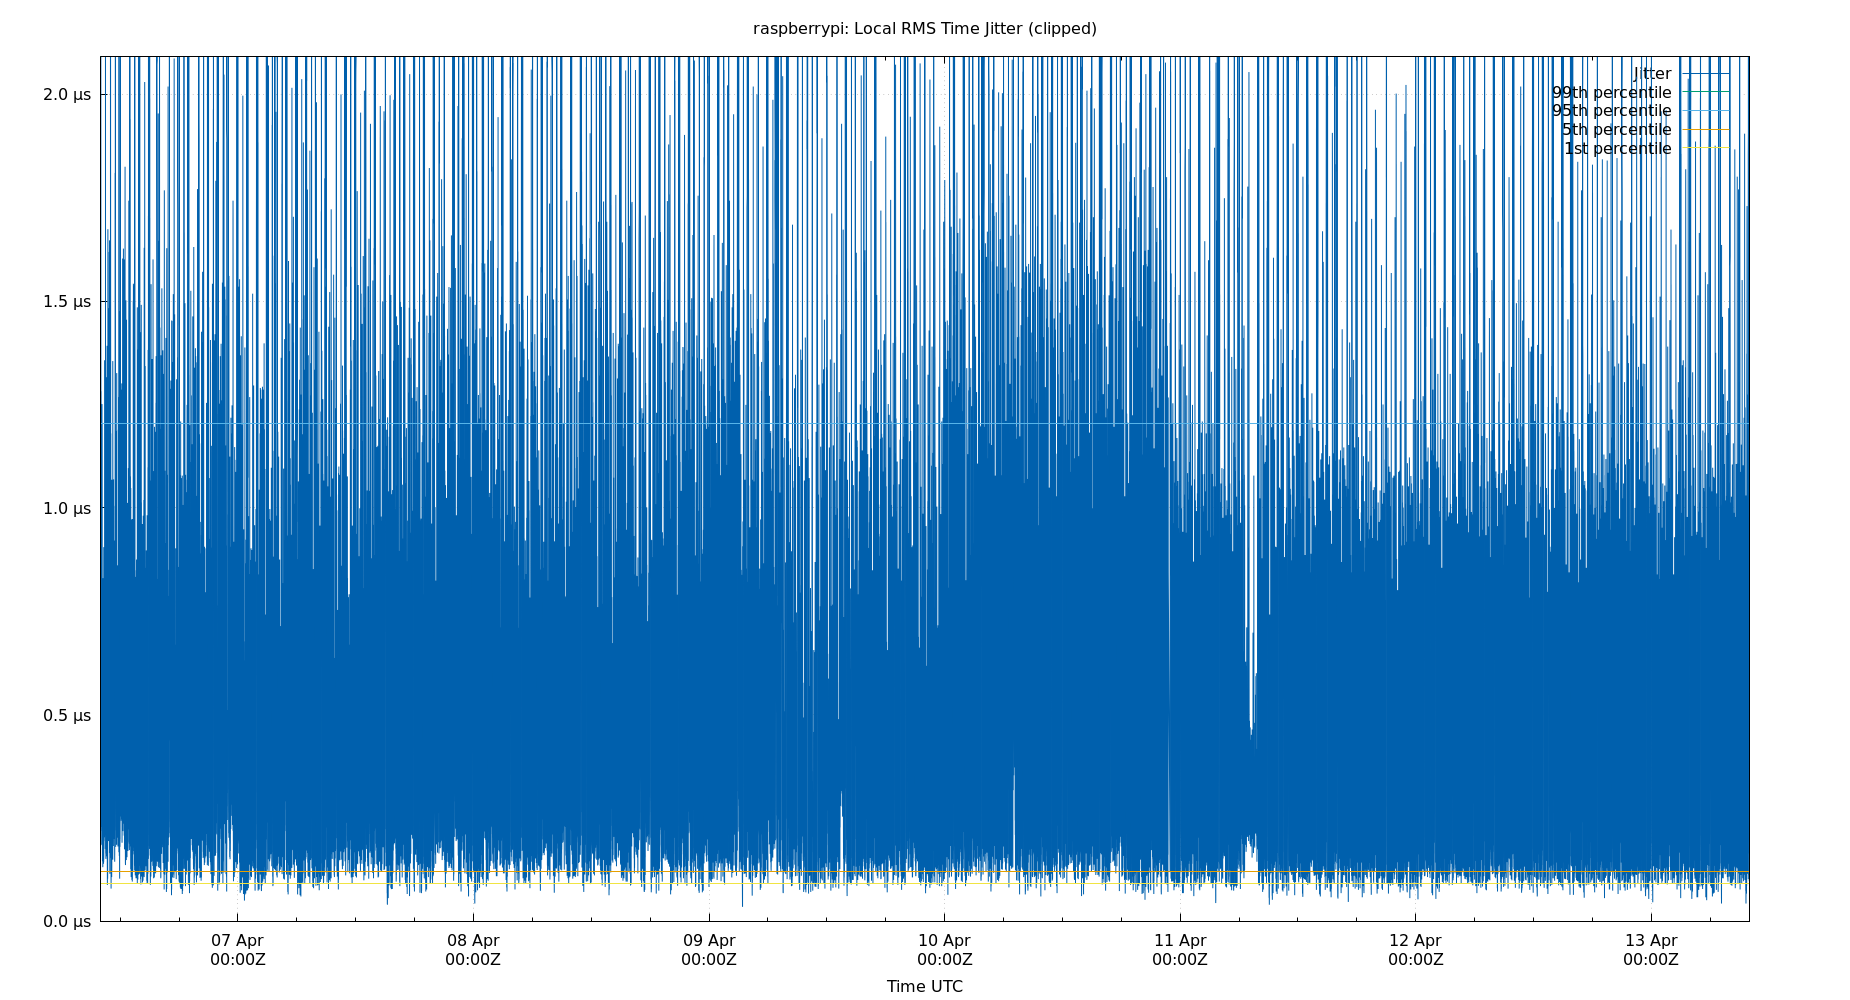 raspberrypi: Local RMS Time Jitter (clipped)
Jitter
99th percentile
95th percentile
5th percentile
1st percentile
2.0 µs
1.5 µs
1.0 µs
0.5 µs
0.0 µs
07 Apr 08 Apr 09 Apr 10 Apr 11 Apr 12 Apr 13 Apr
00:00Z 00:00Z 00:00Z 00:00Z 00:00Z 00:00Z 00:00Z
Time UTC